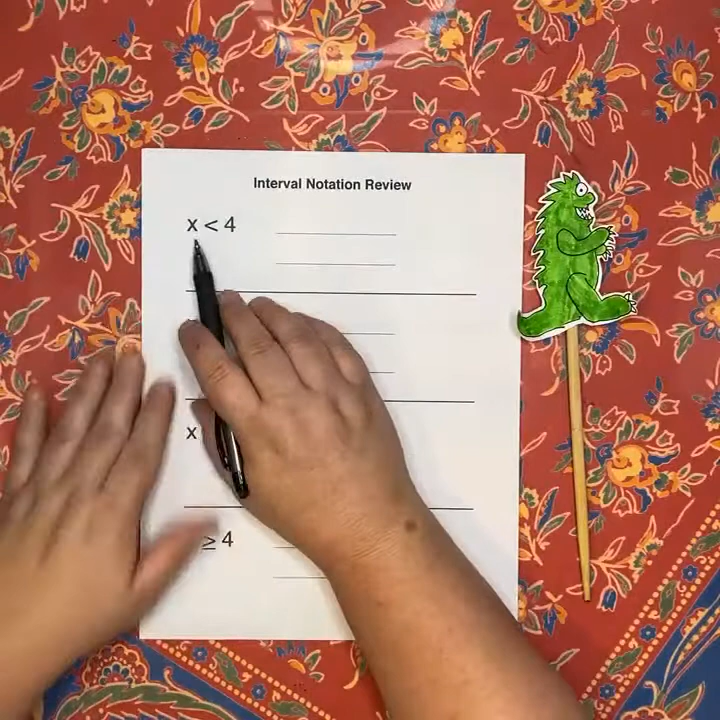 Interval Notation Review
x < 4
x
≥ 4